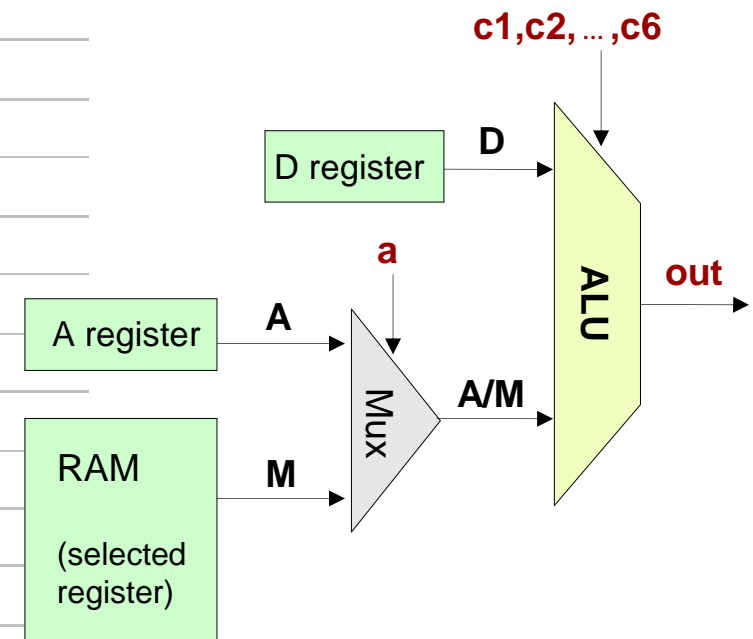 c1,c2, ... ,c6
D register
D
a
A register
A
Mux
A/M
ALU
out
RAM
M
(selected
register)